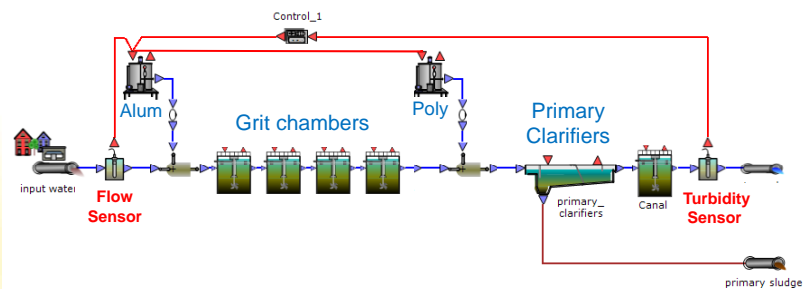 Control_1
Alum
Poly
Grit chambers
Primary
Clarifiers
input water
Flow
Sensor
primary_
clarifiers
Canal
Turbidity
Sensor
primary sludge